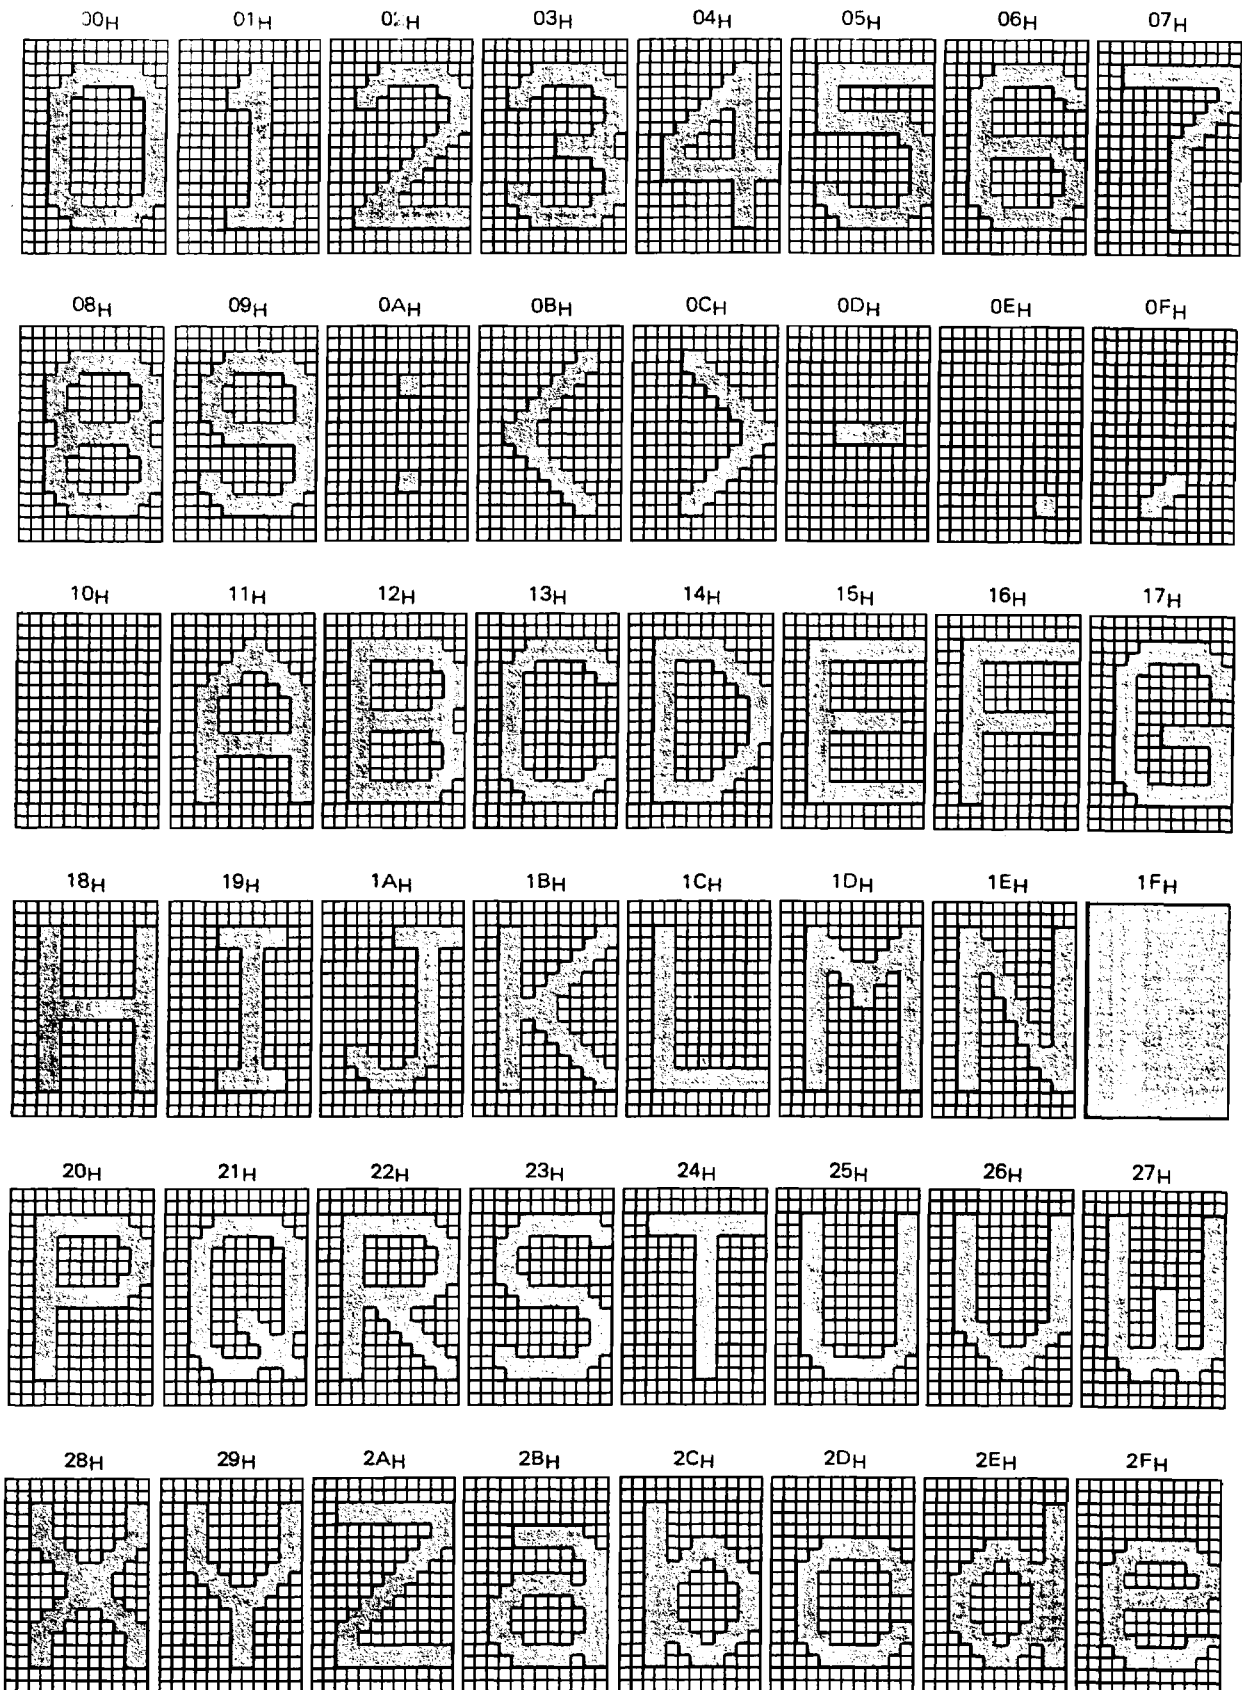 00H 01H 02H 03H 04H 05H 06H 07H
0 1 2 3 4 5 6 7
08H 09H 0AH 0BH 0CH 0DH 0EH 0FH
8 9 : < > - . ,
10H 11H 12H 13H 14H 15H 16H 17H
A B C D E F G
18H 19H 1AH 1BH 1CH 1DH 1EH 1FH
H I J K L M N
20H 21H 22H 23H 24H 25H 26H 27H
P Q R S T U V W
28H 29H 2AH 2BH 2CH 2DH 2EH 2FH
X Y Z a b c d e